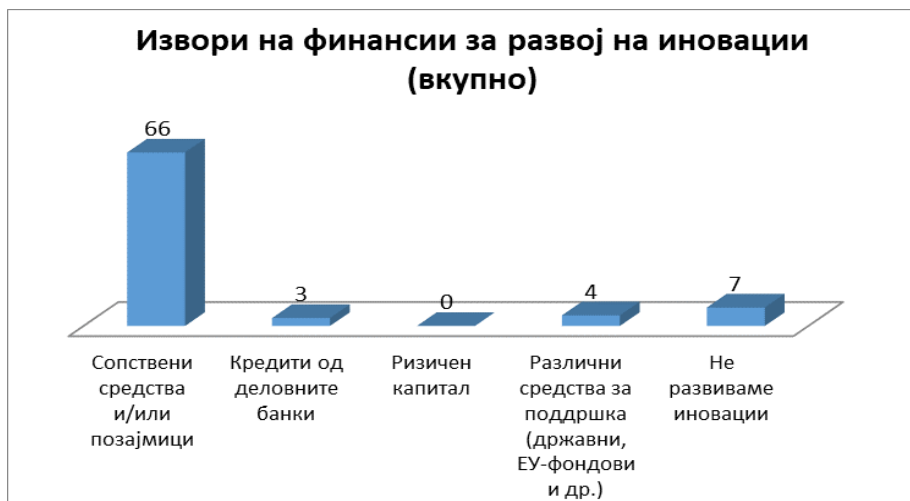 Извори на финансии за развој на иновации
(вкупно)
66
3
0
4
7
Сопствени
средства
и/или
позајмици
Кредити од
деловните
банки
Ризичен
капитал
Различни
средства за
поддршка
(државни,
ЕУ-фондови
и др.)
Не
развиваме
иновации